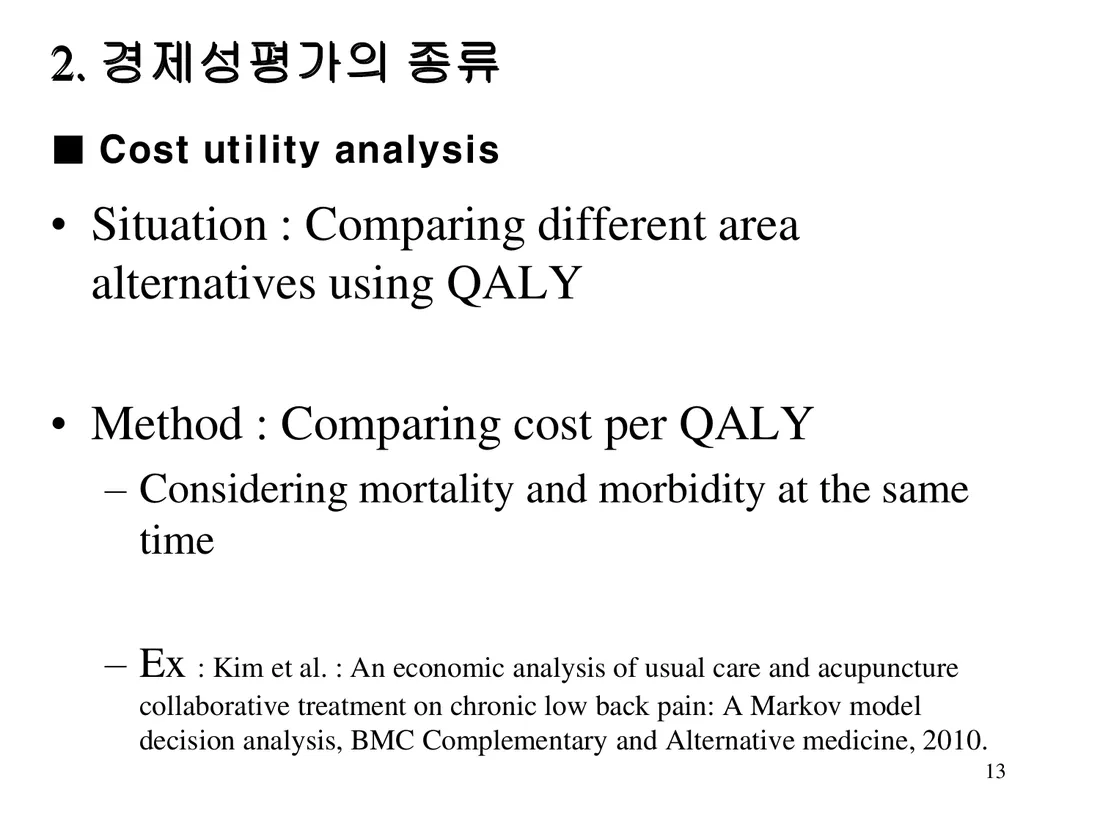 2. 경제성평가의 종류
■ Cost utility analysis
• Situation : Comparing different area
alternatives using QALY
• Method : Comparing cost per QALY
– Considering mortality and morbidity at the same
time
– Ex : Kim et al. : An economic analysis of usual care and acupuncture
collaborative treatment on chronic low back pain: A Markov model
decision analysis, BMC Complementary and Alternative medicine, 2010.
13